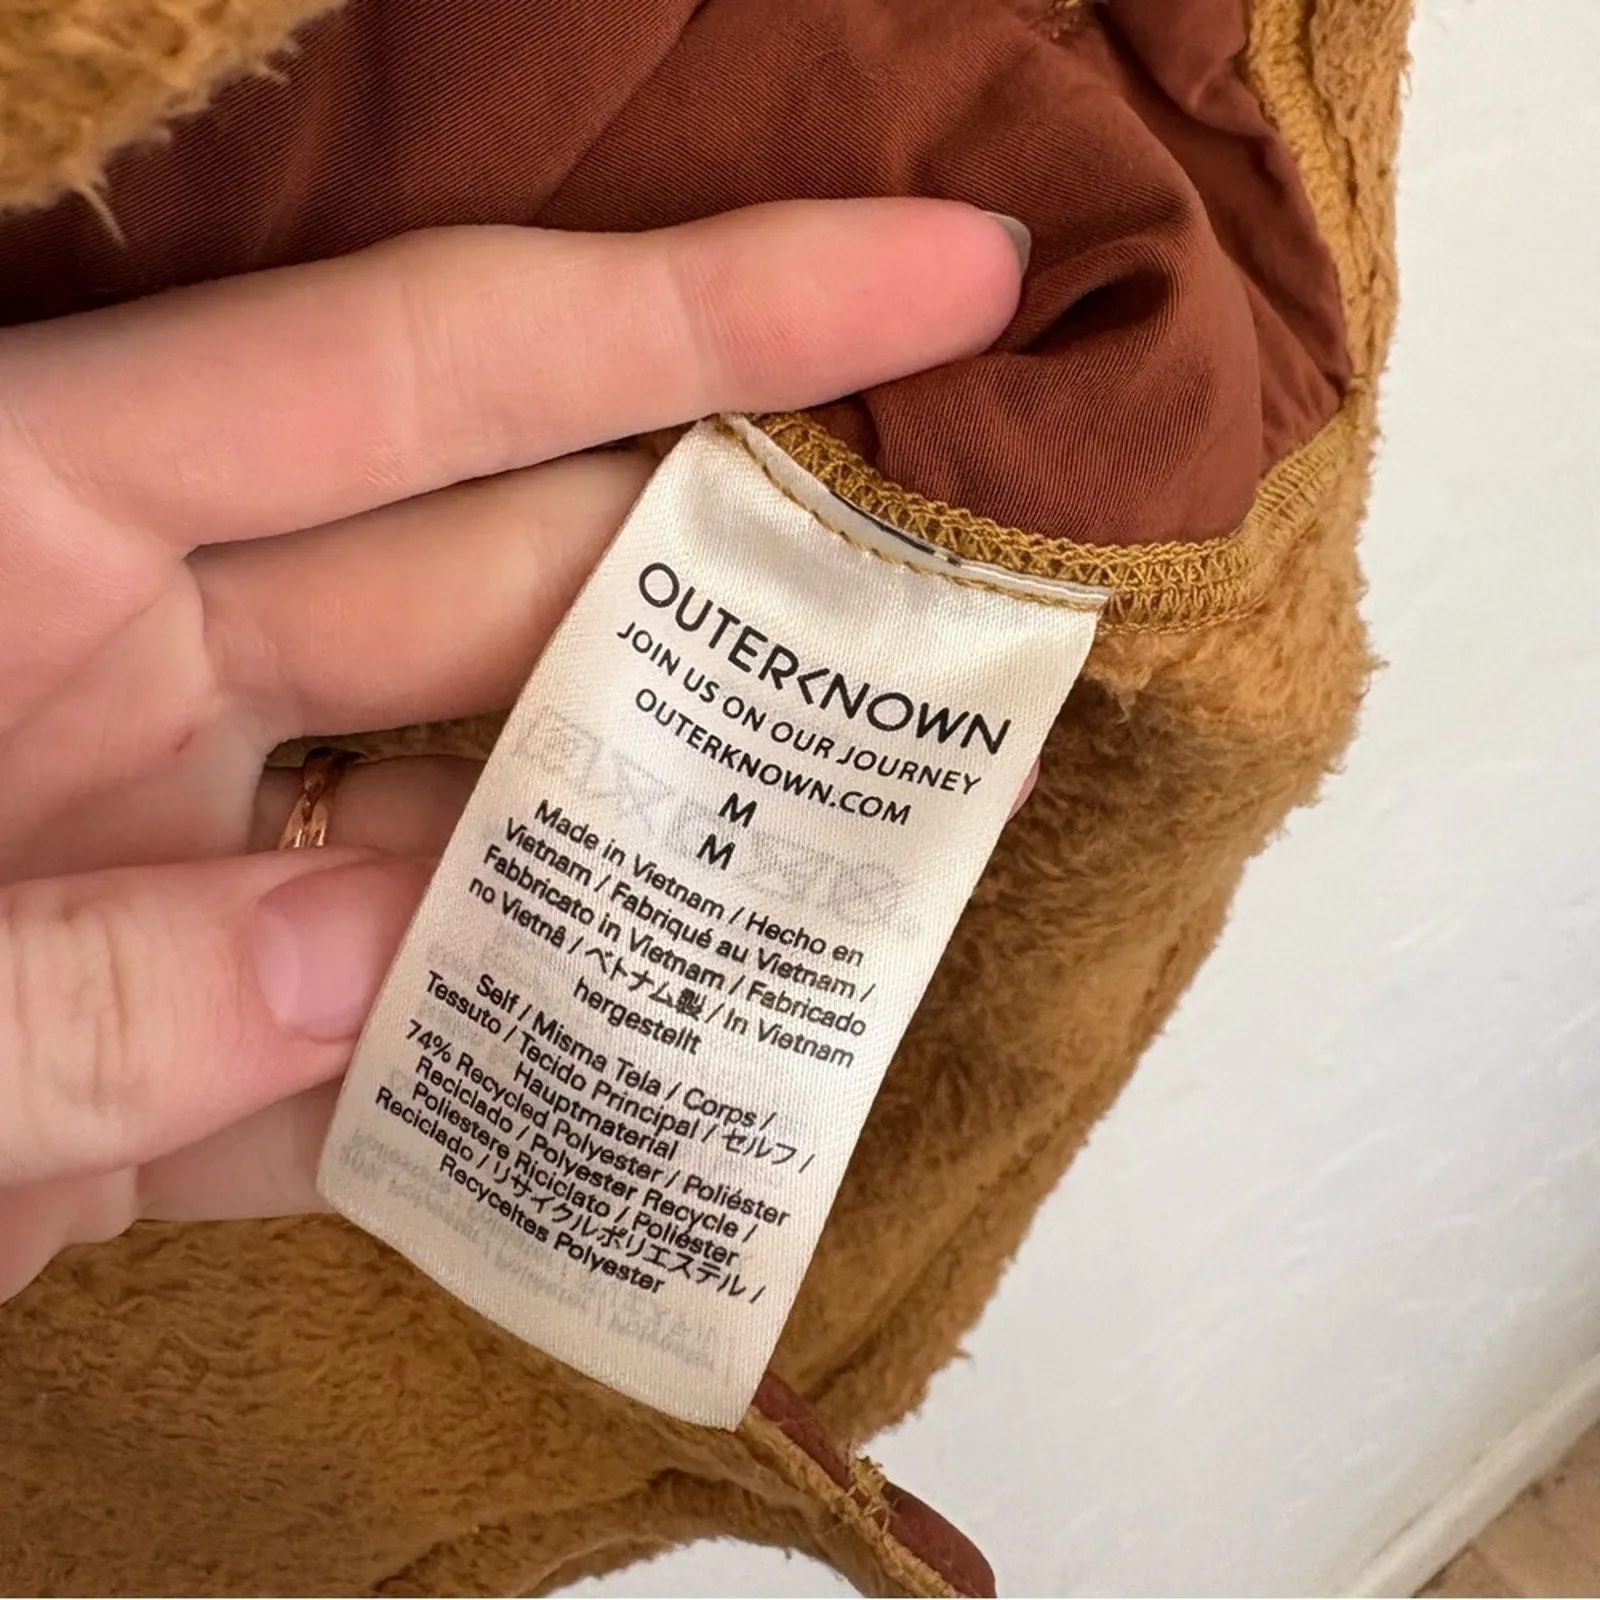 OUTERKNOWN
JOIN US ON OUR JOURNEY
OUTERKNOWN.COM
M
M
Made in Vietnam / Hecho en
Vietnam / Fabriqué au Vietnam /
Fabbricato in Vietnam / Fabricado
no Vietnã / ベトナム製 / In Vietnam
hergestellt
Self / Misma Tela / Corps /
Tessuto / Tecido Principal / セルフ /
Hauptmaterial
74% Recycled Polyester / Poliéster
Reciclado / Polyester Recycle /
Poliestere Riciclato / Poliéster
Reciclado / リサイクルポリエステル /
Recyceltes Polyester